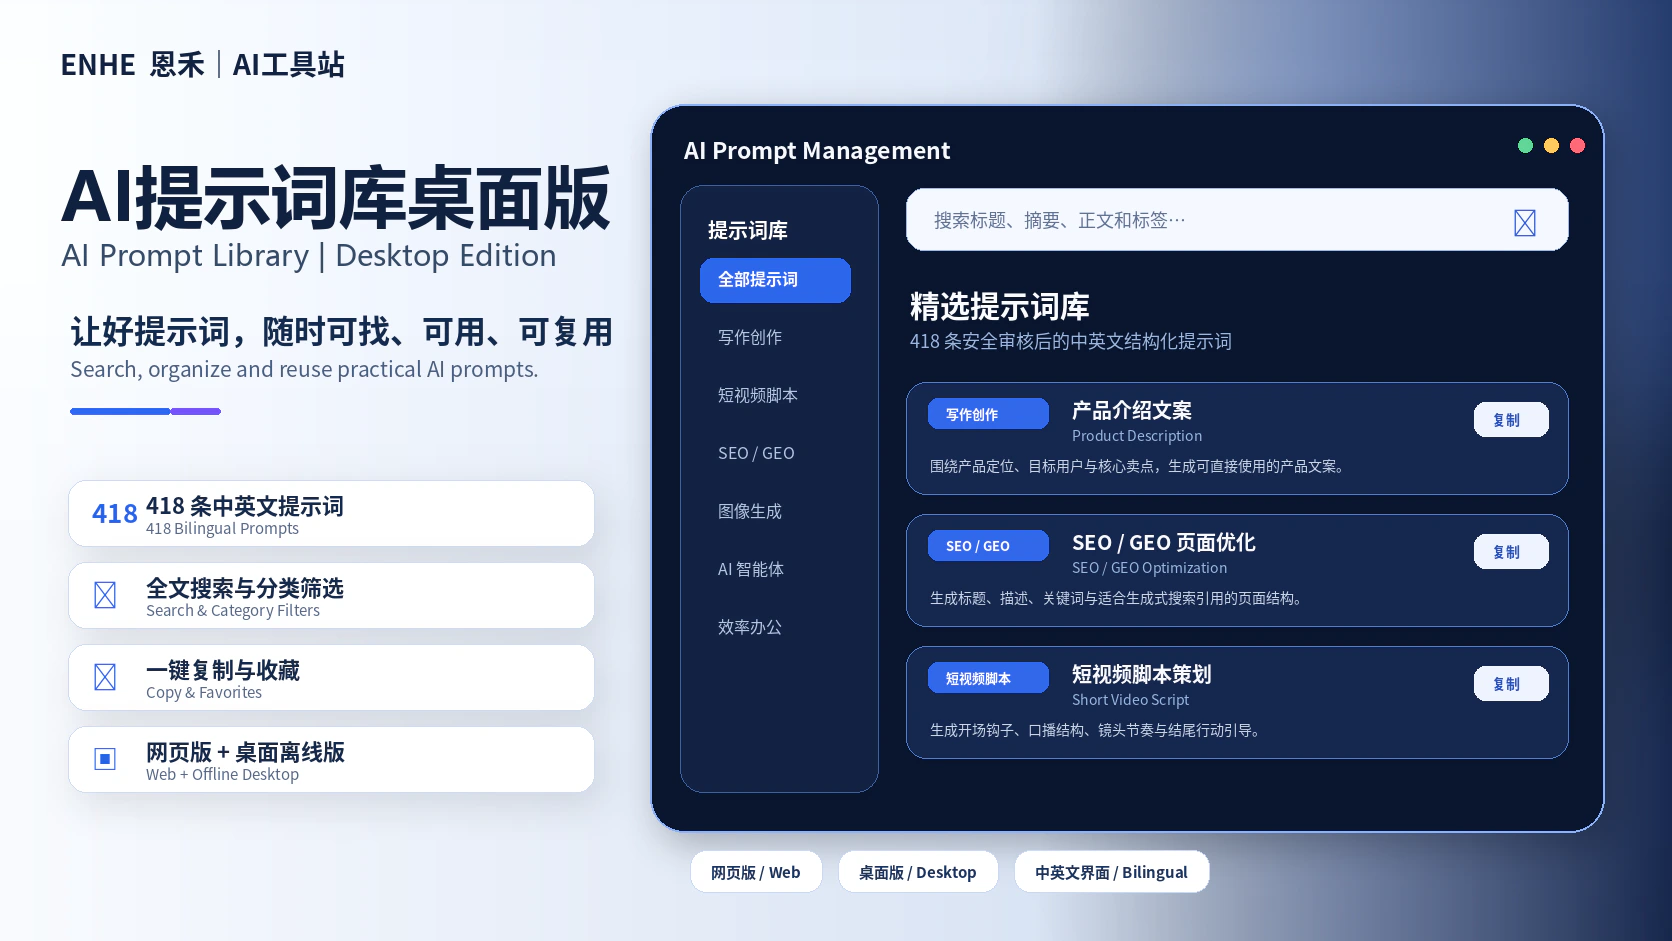 ENHE 恩禾｜AI工具站
AI提示词库桌面版
AI Prompt Library | Desktop Edition
让好提示词，随时可找、可用、可复用
Search, organize and reuse practical AI prompts.
418
418 条中英文提示词
418 Bilingual Prompts
全文搜索与分类筛选
Search & Category Filters
一键复制与收藏
Copy & Favorites
网页版 + 桌面离线版
Web + Offline Desktop
AI Prompt Management
提示词库
全部提示词
写作创作
短视频脚本
SEO / GEO
图像生成
AI 智能体
效率办公
搜索标题、摘要、正文和标签…
精选提示词库
418 条安全审核后的中英文结构化提示词
写作创作
产品介绍文案
Product Description
复制
围绕产品定位、目标用户与核心卖点，生成可直接使用的产品文案。
SEO / GEO
SEO / GEO 页面优化
SEO / GEO Optimization
复制
生成标题、描述、关键词与适合生成式搜索引用的页面结构。
短视频脚本
短视频脚本策划
Short Video Script
复制
生成开场钩子、口播结构、镜头节奏与结尾行动引导。
网页版 / Web
桌面版 / Desktop
中英文界面 / Bilingual